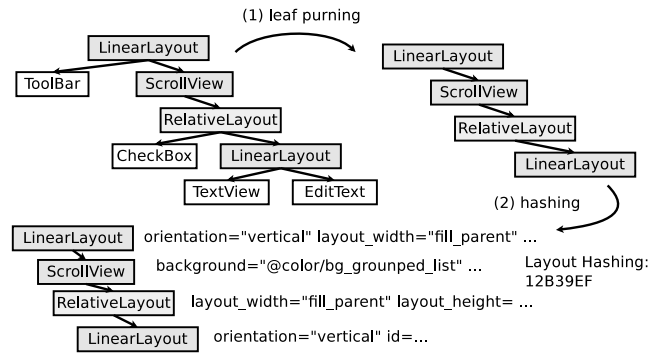 (1) leaf purning
LinearLayout
ToolBar
ScrollView
RelativeLayout
CheckBox
LinearLayout
TextView
EditText
LinearLayout
ScrollView
RelativeLayout
LinearLayout
(2) hashing
LinearLayout orientation="vertical" layout_width="fill_parent" ...
ScrollView background="@color/bg_grounped_list" ...
RelativeLayout layout_width="fill_parent" layout_height= ...
LinearLayout orientation="vertical" id=...
Layout Hashing:
12B39EF